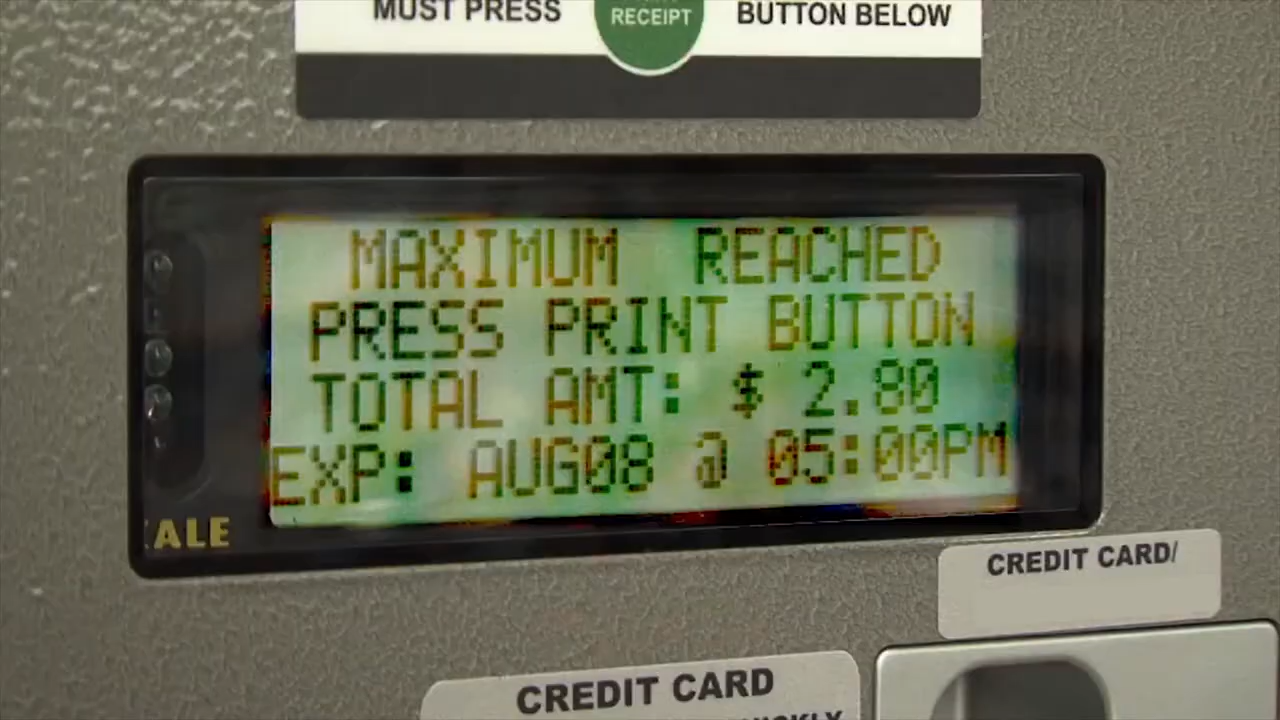 MUST PRESS RECEIPT BUTTON BELOW
MAXIMUM REACHED
PRESS PRINT BUTTON
TOTAL AMT: $ 2.80
EXP: AUG08 @ 05:00PM
ALE
CREDIT CARD/
CREDIT CARD